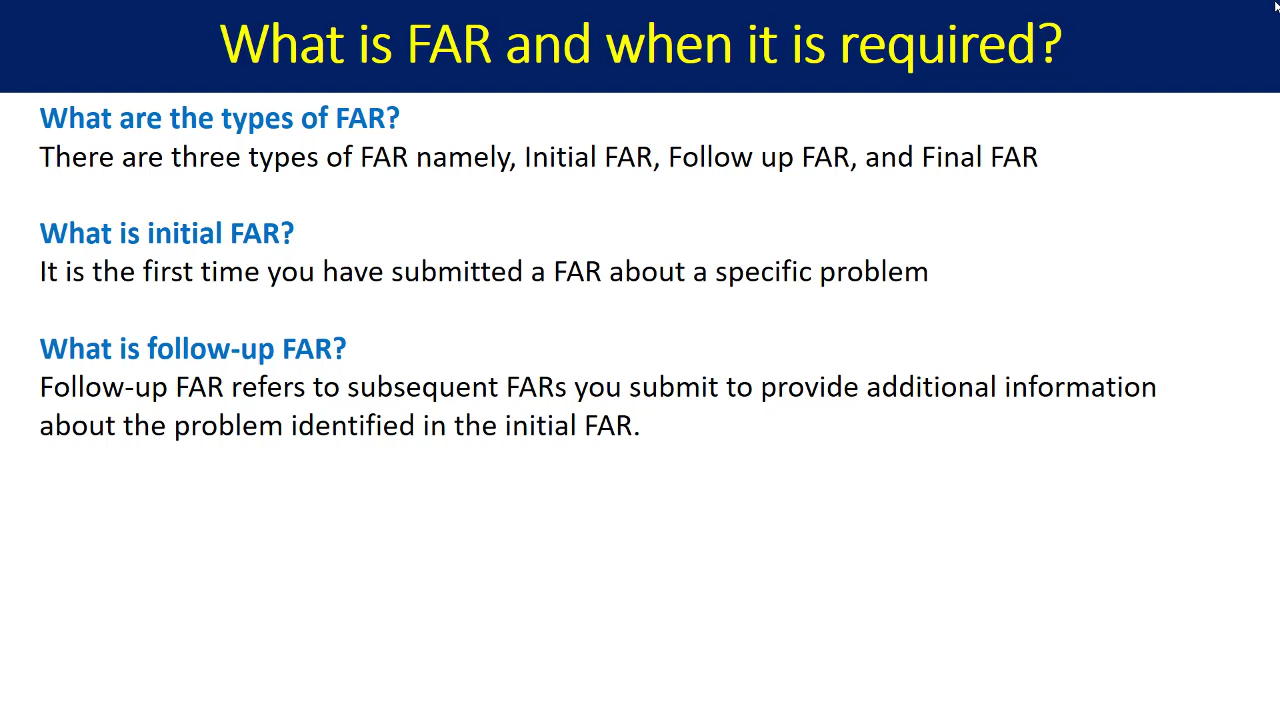 What is FAR and when it is required?
What are the types of FAR?
There are three types of FAR namely, Initial FAR, Follow up FAR, and Final FAR
What is initial FAR?
It is the first time you have submitted a FAR about a specific problem
What is follow-up FAR?
Follow-up FAR refers to subsequent FARs you submit to provide additional information
about the problem identified in the initial FAR.